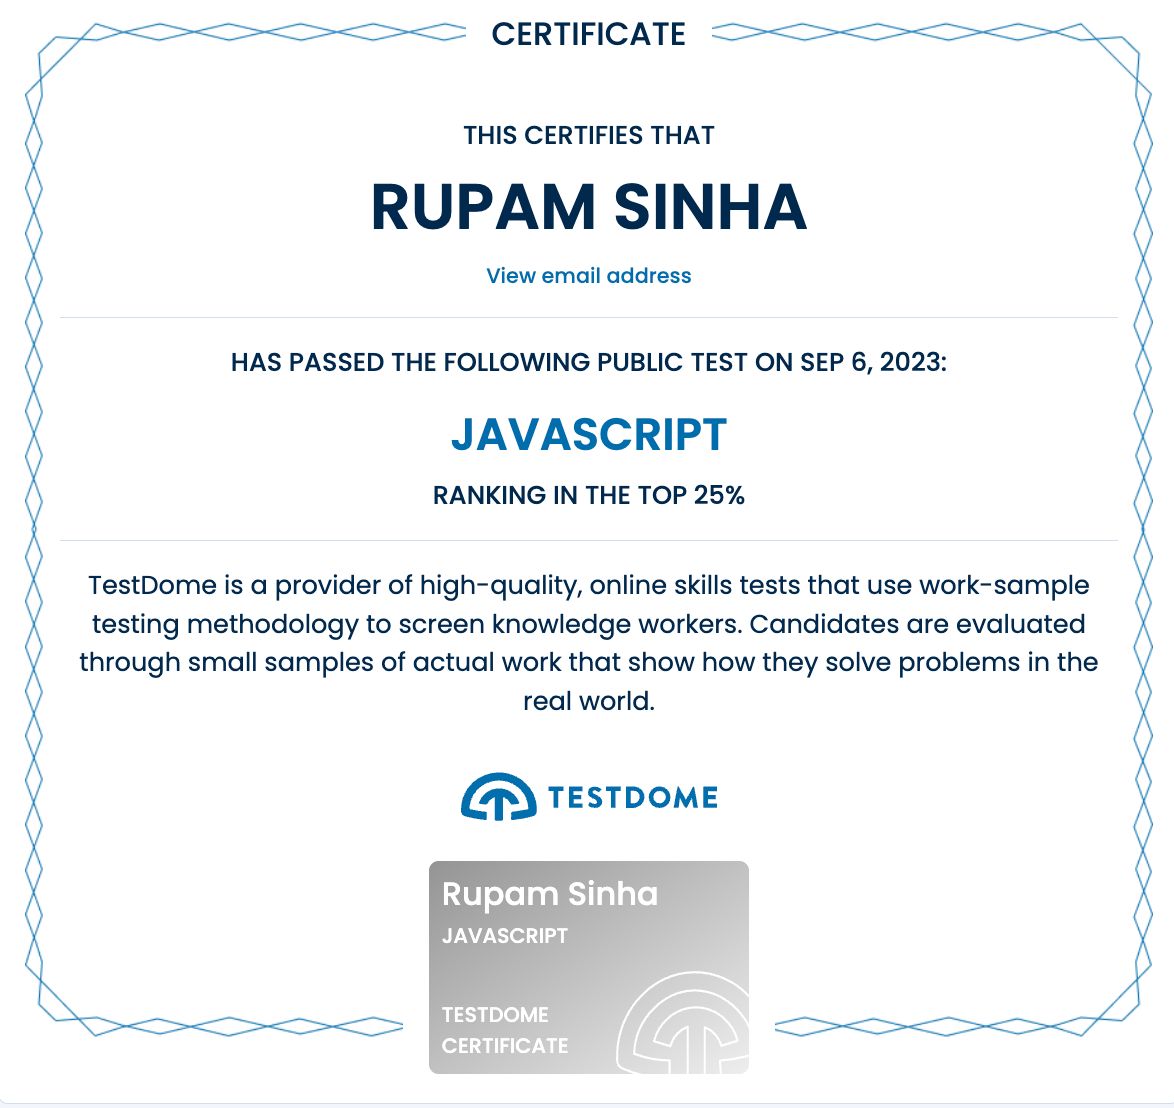 CERTIFICATE
THIS CERTIFIES THAT
RUPAM SINHA
View email address
HAS PASSED THE FOLLOWING PUBLIC TEST ON SEP 6, 2023:
JAVASCRIPT
RANKING IN THE TOP 25%
TestDome is a provider of high-quality, online skills tests that use work-sample
testing methodology to screen knowledge workers. Candidates are evaluated
through small samples of actual work that show how they solve problems in the
real world.
TESTDOME
Rupam Sinha
JAVASCRIPT
TESTDOME
CERTIFICATE